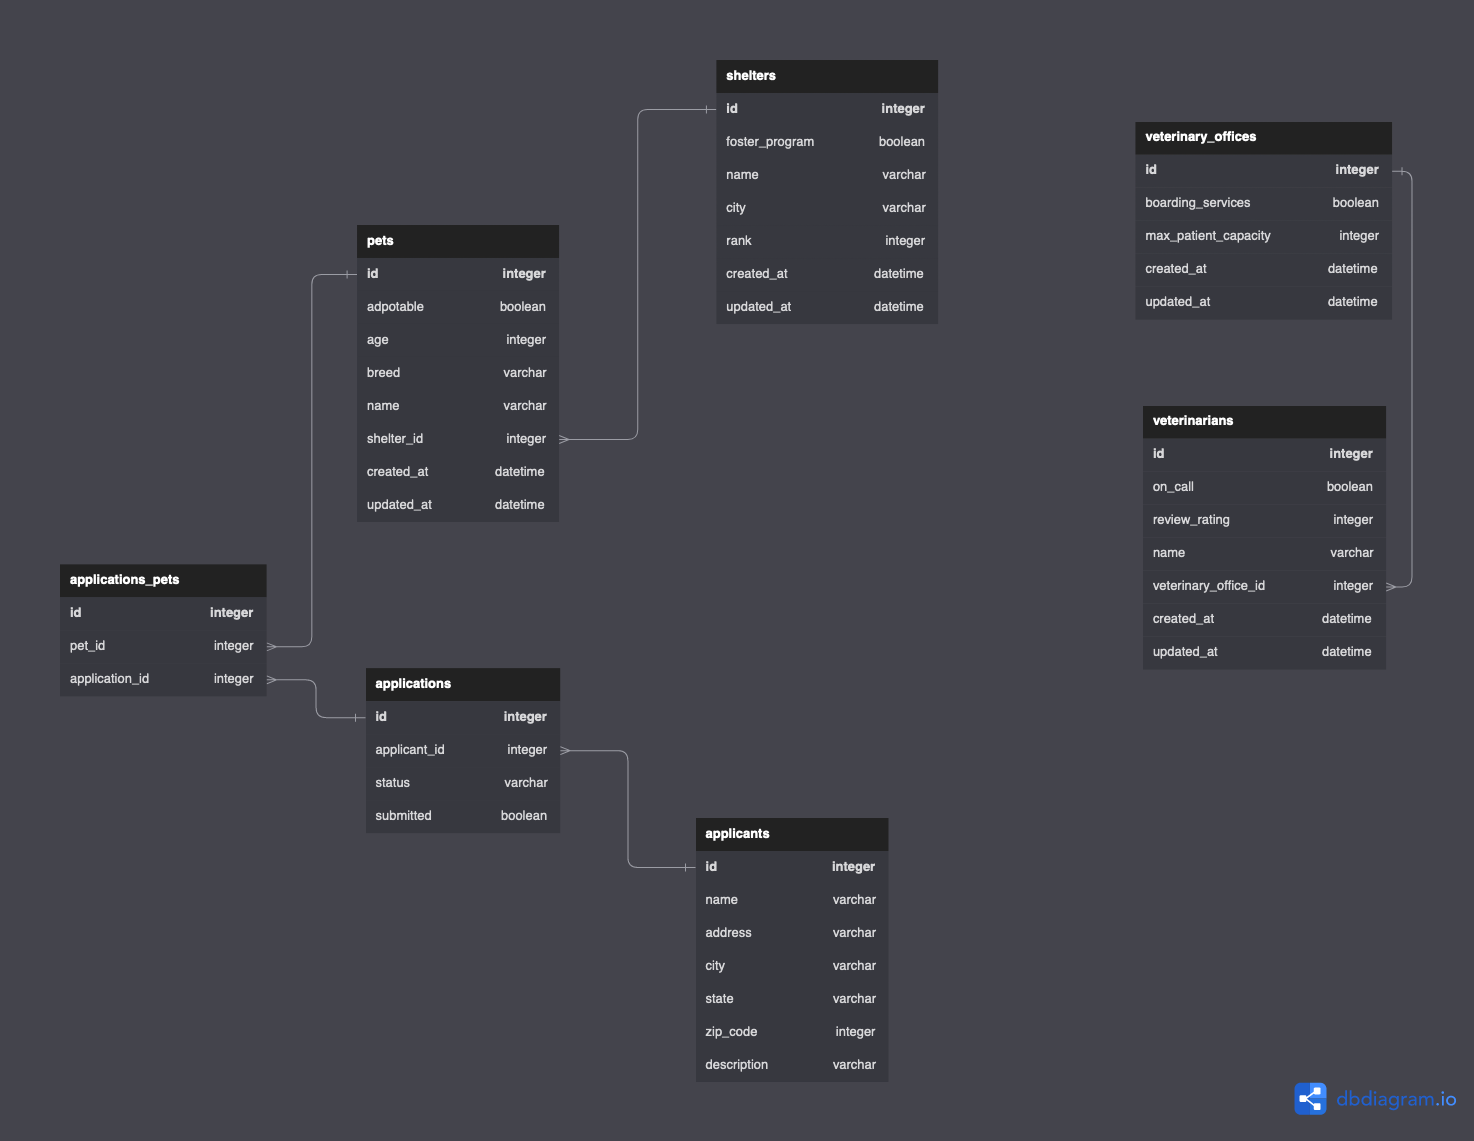 shelters
id integer
foster_program boolean
name varchar
city varchar
rank integer
created_at datetime
updated_at datetime
veterinary_offices
id integer
boarding_services boolean
max_patient_capacity integer
created_at datetime
updated_at datetime
pets
id integer
adpotable boolean
age integer
breed varchar
name varchar
shelter_id integer
created_at datetime
updated_at datetime
veterinarians
id integer
on_call boolean
review_rating integer
name varchar
veterinary_office_id integer
created_at datetime
updated_at datetime
applications_pets
id integer
pet_id integer
application_id integer
applications
id integer
applicant_id integer
status varchar
submitted boolean
applicants
id integer
name varchar
address varchar
city varchar
state varchar
zip_code integer
description varchar
dbdiagram.io